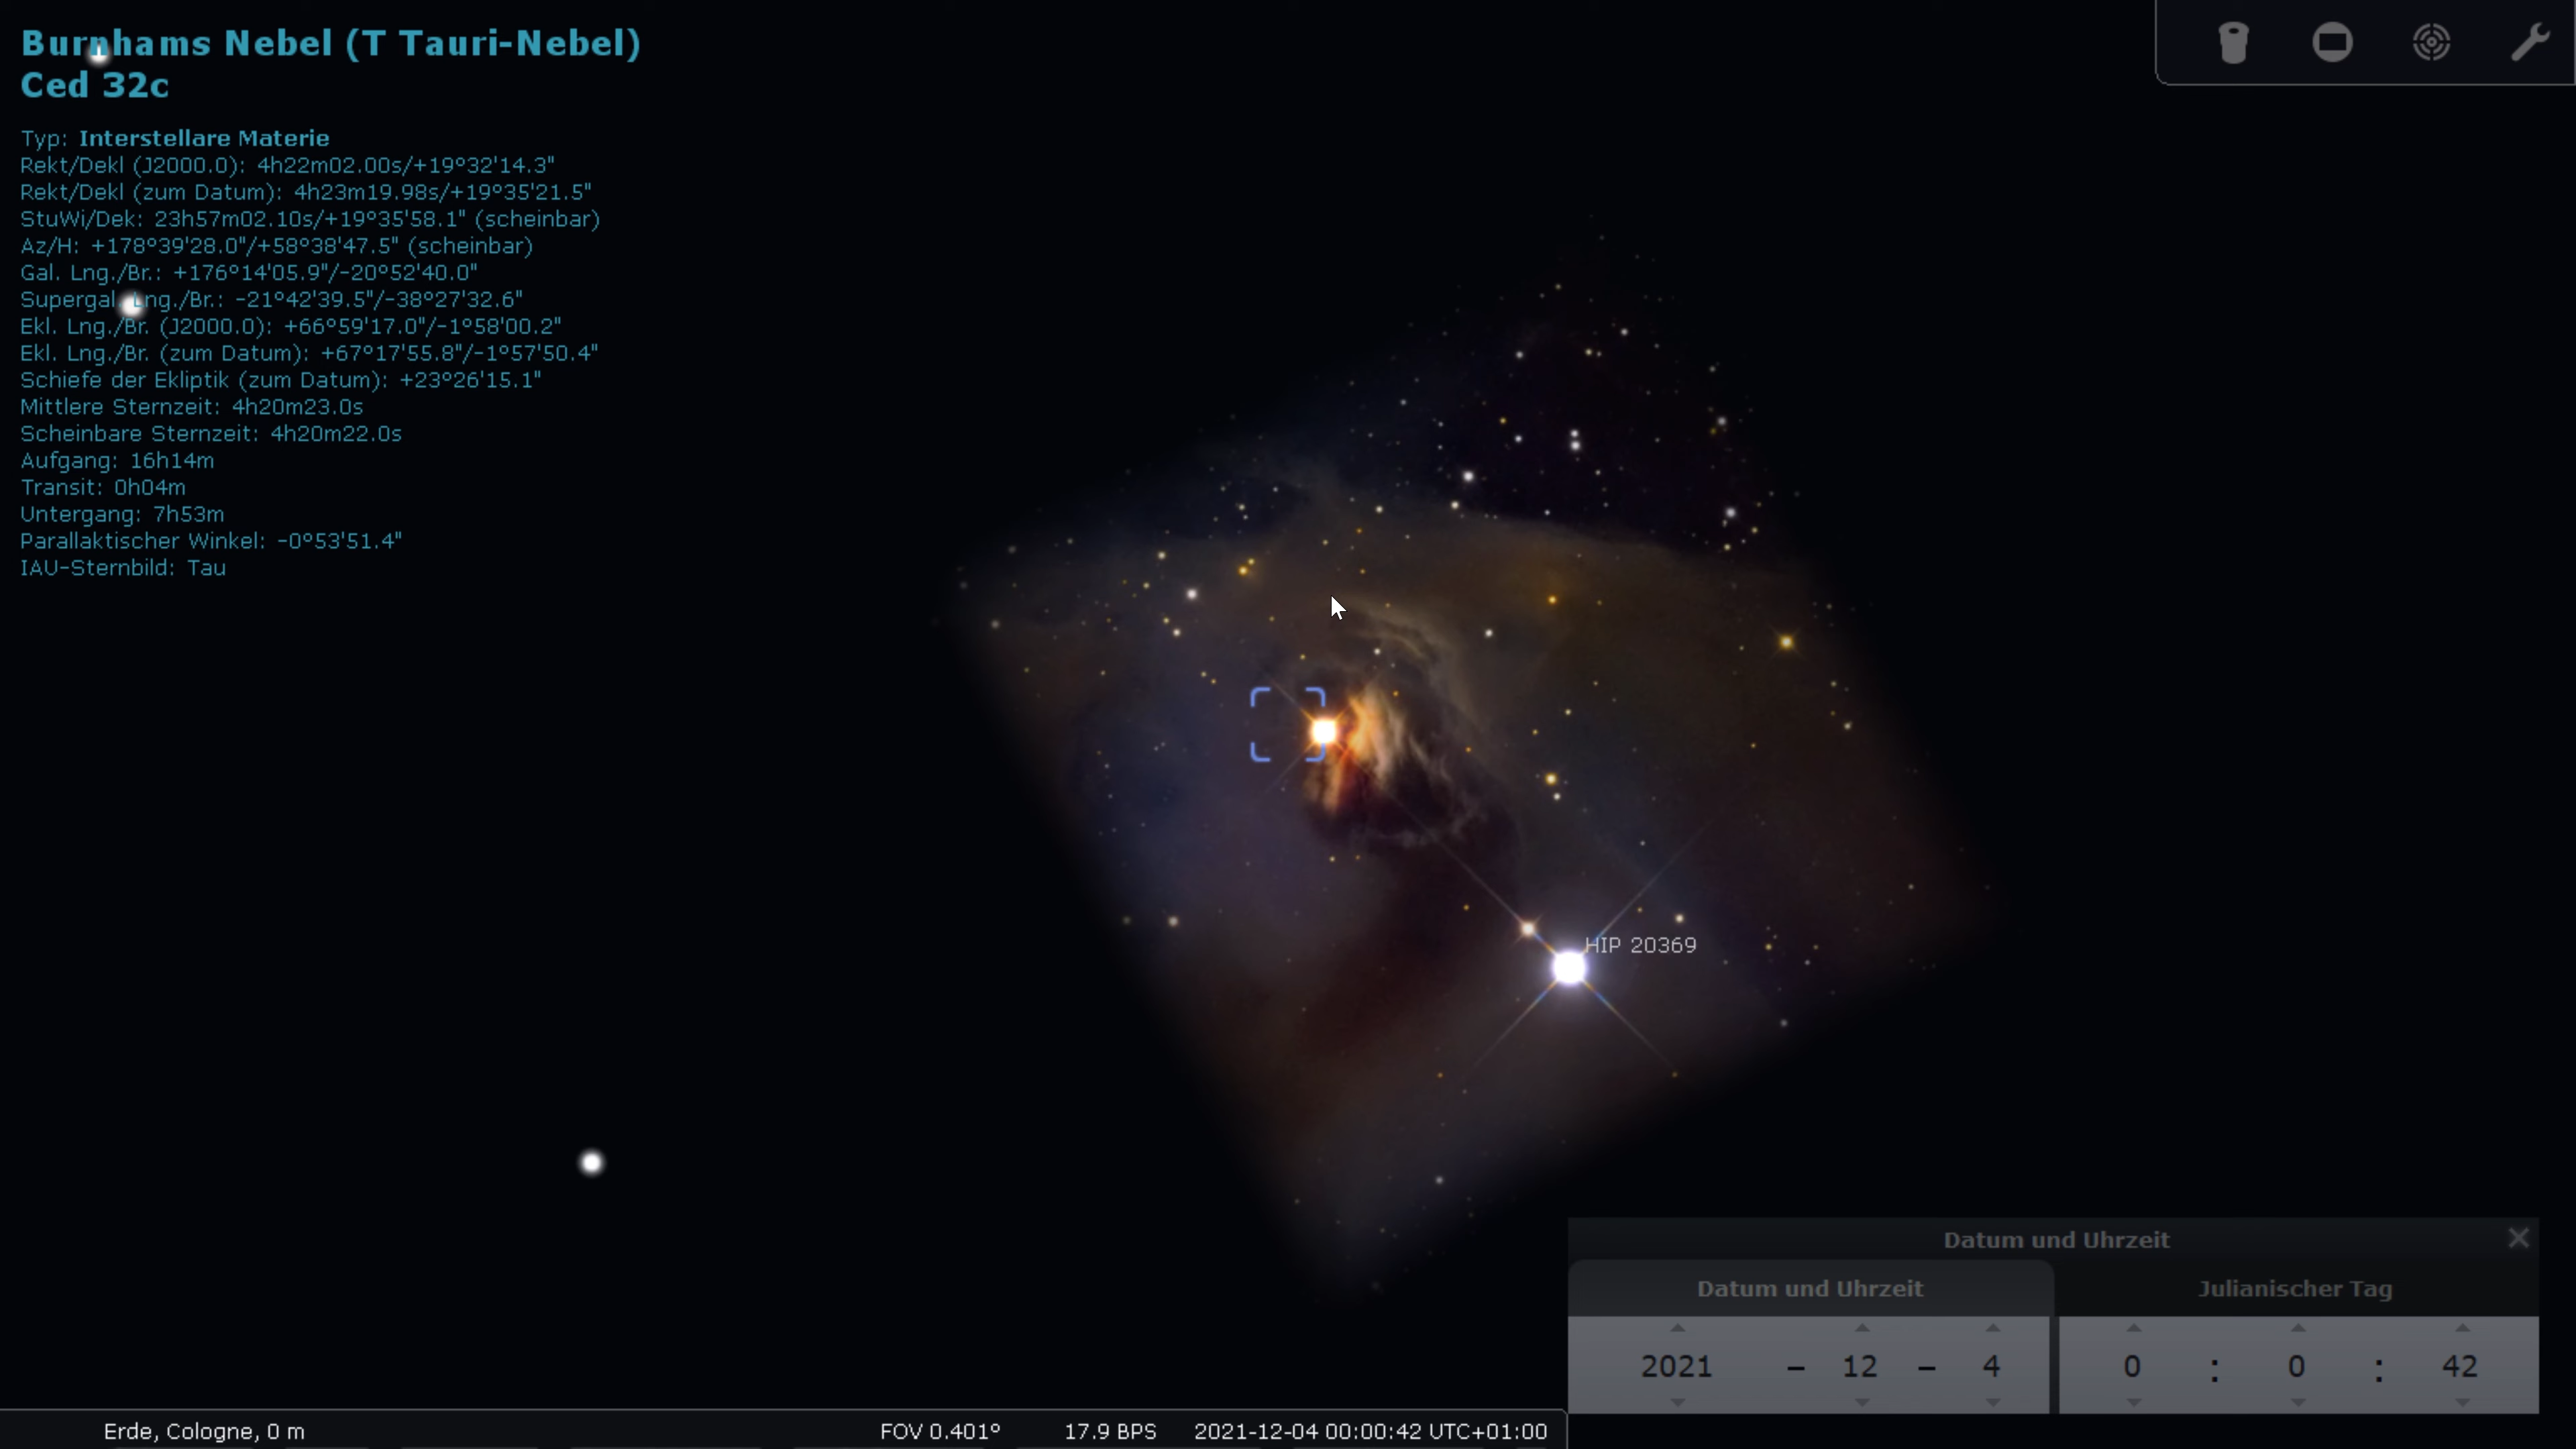 Burnhams Nebel (T Tauri-Nebel)
Ced 32c
Typ: Interstellare Materie
Rekt/Dekl (J2000.0): 4h22m02.00s/+19°32'14.3"
Rekt/Dekl (zum Datum): 4h23m19.98s/+19°35'21.5"
StuWi/Dek: 23h57m02.10s/+19°35'58.1" (scheinbar)
Az/H: +178°39'28.0"/+58°38'47.5" (scheinbar)
Gal. Lng./Br.: +176°14'05.9"/-20°52'40.0"
Supergal. Lng./Br.: -21°42'39.5"/-38°27'32.6"
Ekl. Lng./Br. (J2000.0): +66°59'17.0"/-1°58'00.2"
Ekl. Lng./Br. (zum Datum): +67°17'55.8"/-1°57'50.4"
Schiefe der Ekliptik (zum Datum): +23°26'15.1"
Mittlere Sternzeit: 4h20m23.0s
Scheinbare Sternzeit: 4h20m22.0s
Aufgang: 16h14m
Transit: 0h04m
Untergang: 7h53m
Parallaktischer Winkel: -0°53'51.4"
IAU-Sternbild: Tau
HIP 20369
Datum und Uhrzeit
Datum und Uhrzeit Julianischer Tag
2021 - 12 - 4 0 : 0 : 42
Erde, Cologne, 0 m FOV 0.401° 17.9 BPS 2021-12-04 00:00:42 UTC+01:00